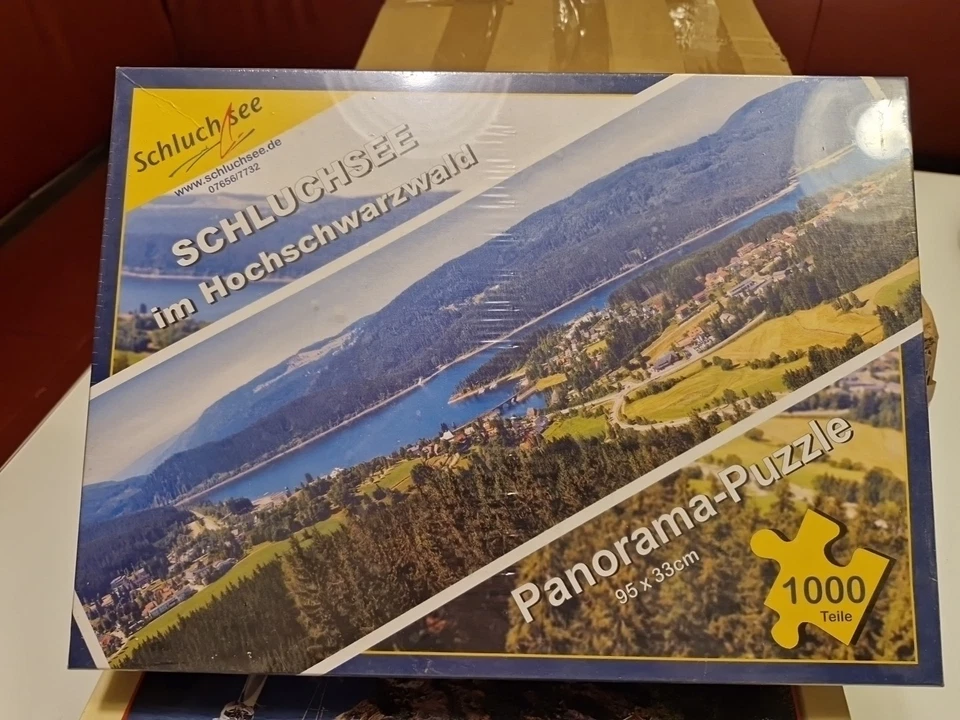 Schluchsee
www.schluchsee.de
07656/7732
SCHLUCHSEE
im Hochschwarzwald
Panorama-Puzzle
95 x 33cm
1000
Teile